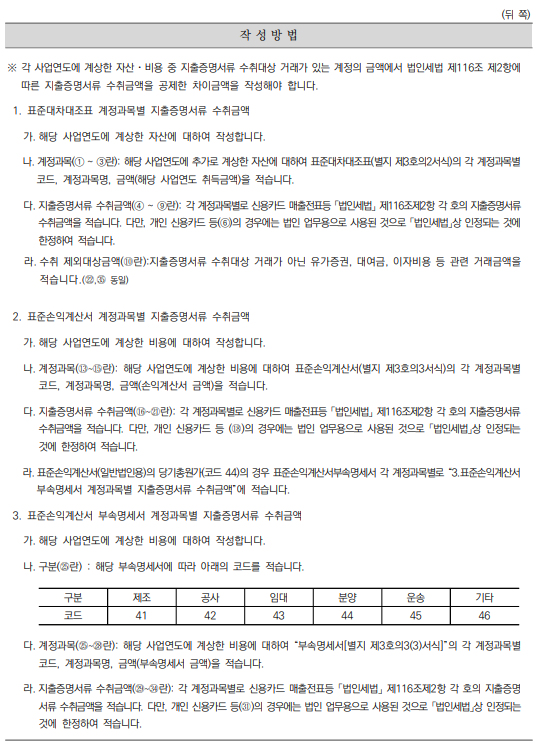 (뒤 쪽)
작 성 방 법
※ 각 사업연도에 계상한 자산·비용 중 지출증명서류 수취대상 거래가 있는 계정의 금액에서 법인세법 제116조 제2항에
따른 지출증명서류 수취금액을 공제한 차이금액을 작성해야 합니다.
1. 표준대차대조표 계정과목별 지출증명서류 수취금액
가. 해당 사업연도에 계상한 자산에 대하여 작성합니다.
나. 계정과목(① ~ ③란): 해당 사업연도에 추가로 계상한 자산에 대하여 표준대차대조표(별지 제3호의2서식)의 각 계정과목별
코드, 계정과목명, 금액(해당 사업연도 취득금액)을 적습니다.
다. 지출증명서류 수취금액(④ ~ ⑨란): 각 계정과목별로 신용카드 매출전표등 「법인세법」 제116조제2항 각 호의 지출증명서류
수취금액을 적습니다. 다만, 개인 신용카드 등(⑥)의 경우에는 법인 업무용으로 사용된 것으로 「법인세법」상 인정되는 것에
한정하여 적습니다.
라. 수취 제외대상금액(⑩란):지출증명서류 수취대상 거래가 아닌 유가증권, 대여금, 이자비용 등 관련 거래금액을
적습니다.(㉒,㉟ 동일)
2. 표준손익계산서 계정과목별 지출증명서류 수취금액
가. 해당 사업연도에 계상한 비용에 대하여 작성합니다.
나. 계정과목(⑬~⑮란): 해당 사업연도에 계상한 비용에 대하여 표준손익계산서(별지 제3호의3서식)의 각 계정과목별
코드, 계정과목명, 금액(손익계산서 금액)을 적습니다.
다. 지출증명서류 수취금액(⑯~㉑란): 각 계정과목별로 신용카드 매출전표등 「법인세법」 제116조제2항 각 호의 지출증명서류
수취금액을 적습니다. 다만, 개인 신용카드 등 (⑱)의 경우에는 법인 업무용으로 사용된 것으로 「법인세법」상 인정되는
것에 한정하여 적습니다.
라. 표준손익계산서(일반법인용)의 당기총원가(코드 44)의 경우 표준손익계산서부속명세서 각 계정과목별로 "3.표준손익계산서
부속명세서 계정과목별 지출증명서류 수취금액"에 적습니다.
3. 표준손익계산서 부속명세서 계정과목별 지출증명서류 수취금액
가. 해당 사업연도에 계상한 비용에 대하여 작성합니다.
나. 구분(㉕란) : 해당 부속명세서에 따라 아래의 코드를 적습니다.
구분 제조 공사 임대 분양 운송 기타
코드 41 42 43 44 45 46
다. 계정과목(㉕~㉘란): 해당 사업연도에 계상한 비용에 대하여 "부속명세서[별지 제3호의3(3)서식]"의 각 계정과목별
코드, 계정과목명, 금액(부속명세서 금액)을 적습니다.
라. 지출증명서류 수취금액(㉙~㉞란): 각 계정과목별로 신용카드 매출전표등 「법인세법」 제116조제2항 각 호의 지출증명
서류 수취금액을 적습니다. 다만, 개인 신용카드 등(㉛)의 경우에는 법인 업무용으로 사용된 것으로 「법인세법」상 인정되는
것에 한정하여 적습니다.